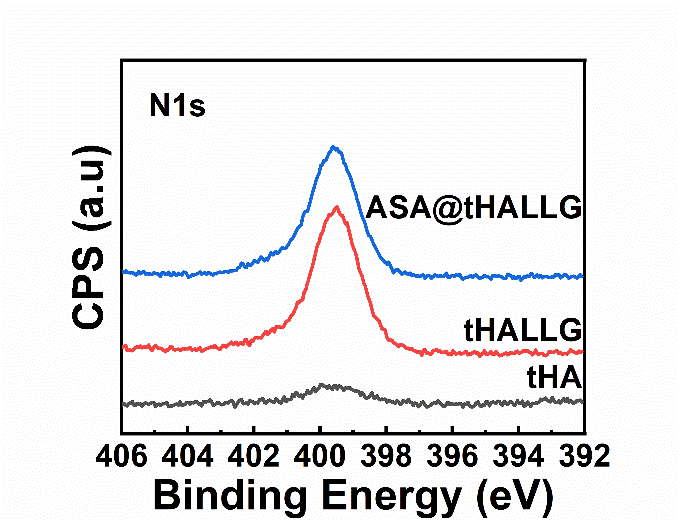 N1s
ASA@tHALLG
tHALLG
tHA
CPS (a.u)
406 404 402 400 398 396 394 392
Binding Energy (eV)